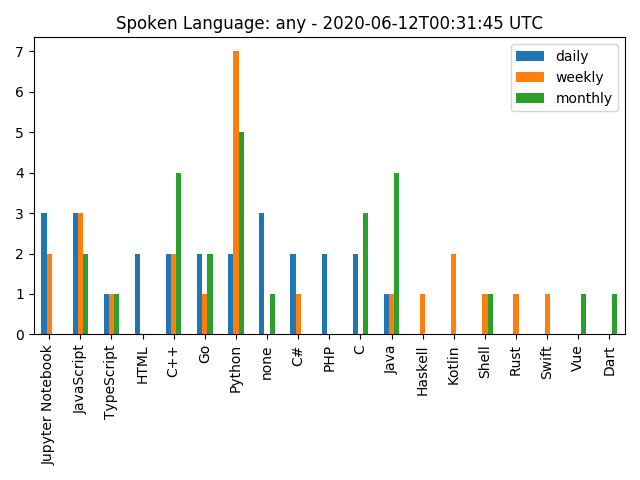 Spoken Language: any - 2020-06-12T00:31:45 UTC
daily
weekly
monthly
7
6
5
4
3
2
1
0
Jupyter Notebook
JavaScript
TypeScript
HTML
C++
Go
Python
none
C#
PHP
C
Java
Haskell
Kotlin
Shell
Rust
Swift
Vue
Dart